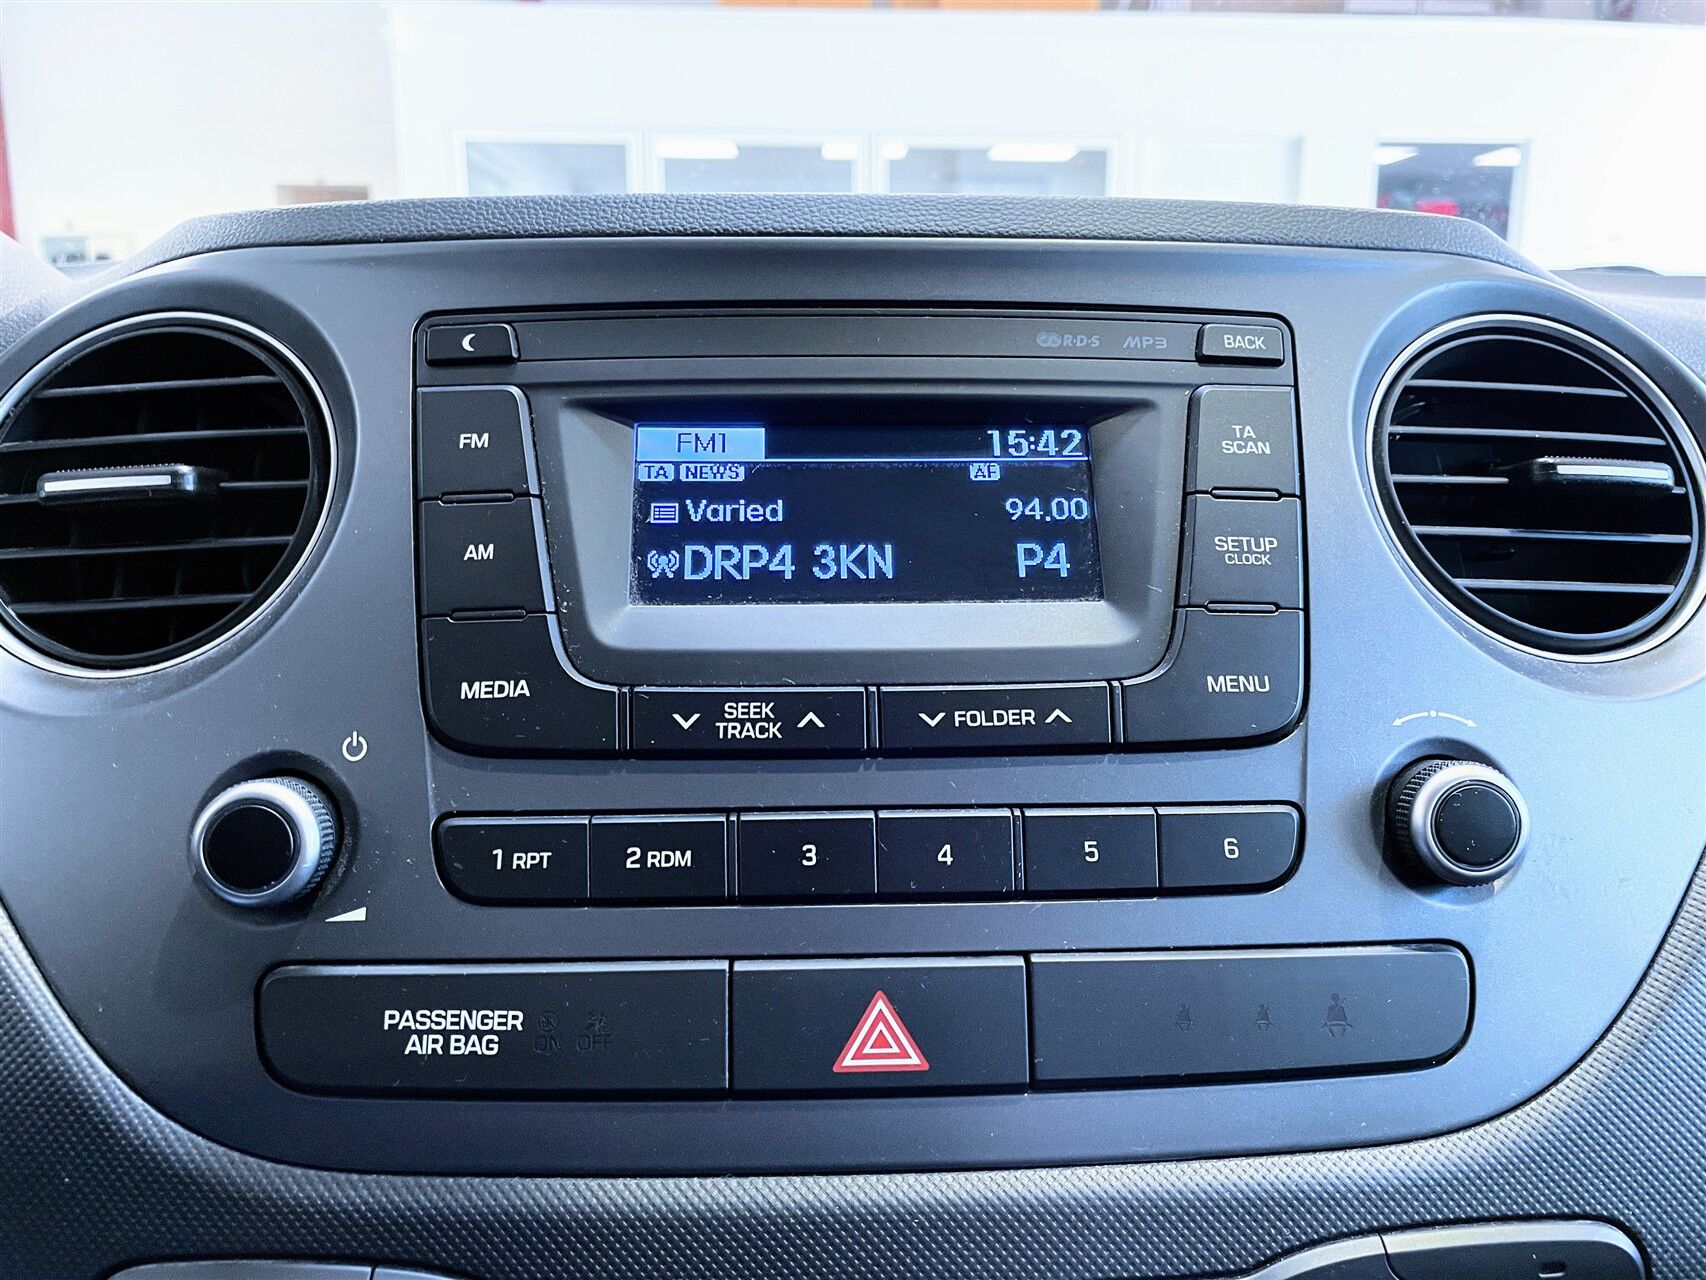 R·D·S MP3 BACK
FM
AM
MEDIA
FM1 15:42
TA NEWS AF
Varied 94.00
DRP4 3KN P4
TA
SCAN
SETUP
CLOCK
MENU
SEEK
TRACK
FOLDER
1 RPT 2 RDM 3 4 5 6
PASSENGER
AIR BAG
ON OFF